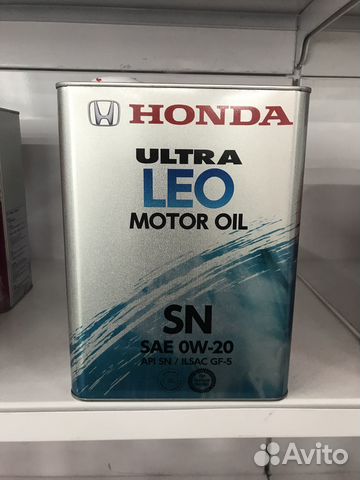 HONDA
ULTRA
LEO
MOTOR OIL
SN
SAE 0W-20
API SN / ILSAC GF-5
Avito